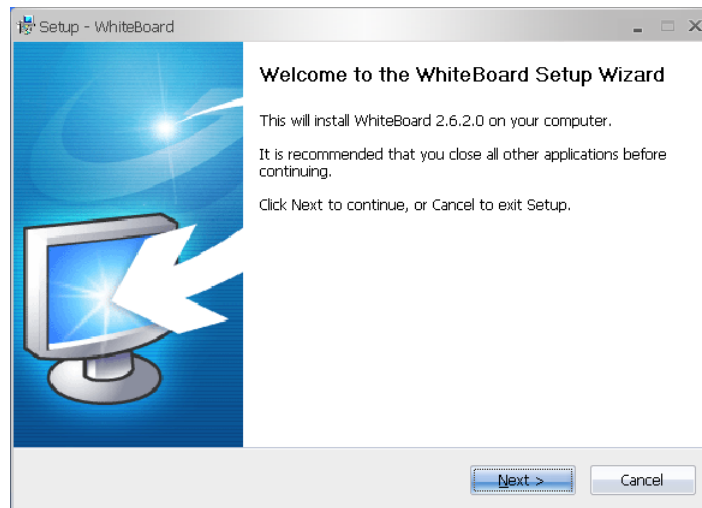 Setup - WhiteBoard
Welcome to the WhiteBoard Setup Wizard
This will install WhiteBoard 2.6.2.0 on your computer.
It is recommended that you close all other applications before
continuing.
Click Next to continue, or Cancel to exit Setup.
Next >
Cancel